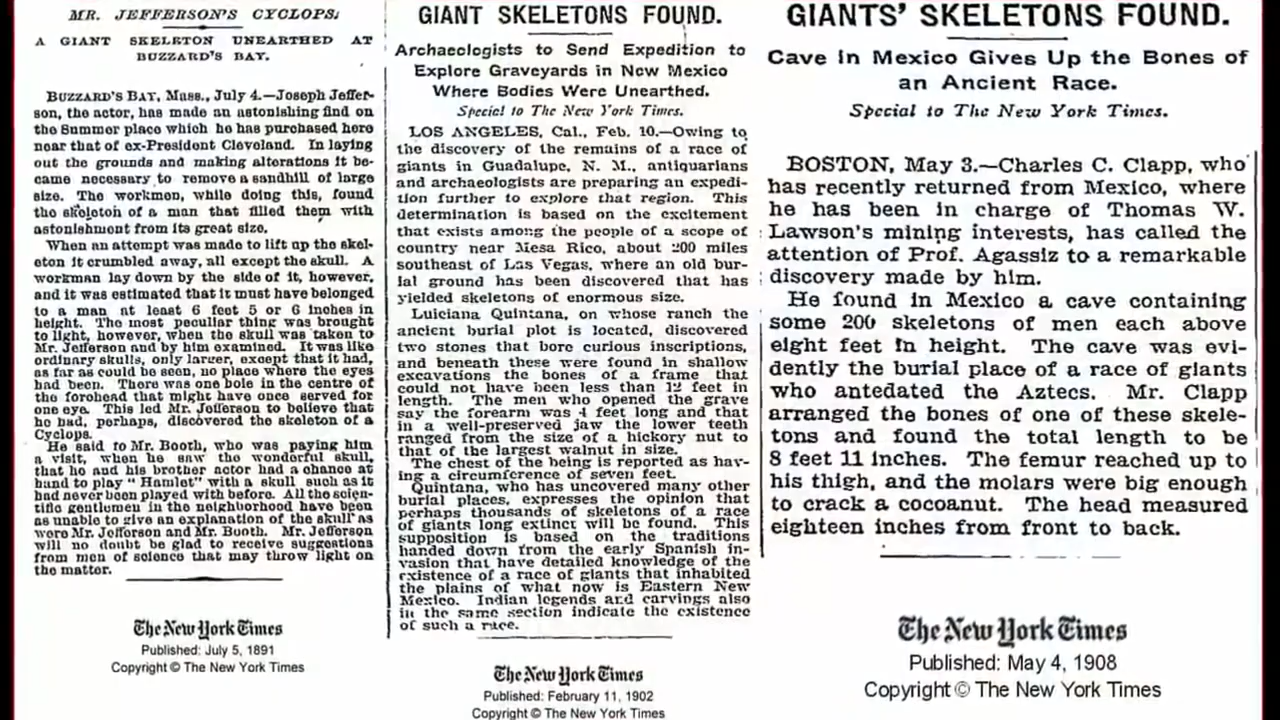 MR. JEFFERSON'S CYCLOPS.
A GIANT SKELETON UNEARTHED AT
BUZZARD'S BAY.
BUZZARD'S BAY, Mass., July 4.—Joseph Jeffer-
son, the actor, has made an astonishing find on
the Summer place which he has purchased here
near that of ex-President Cleveland. In laying
out the grounds and making alterations it be-
came necessary to remove a sandhill of large
size. The workmen, while doing this, found
the skeleton of a man that filled them with
astonishment from its great size.
When an attempt was made to lift up the skel-
eton it crumbled away, all except the skull. A
workman lay down by the side of it, however,
and it was estimated that it must have belonged
to a man at least 6 feet 5 or 6 inches in
height. The most peculiar thing was brought
to light, however, when the skull was taken to
Mr. Jefferson and by him examined. It was like
ordinary skulls, only larger, except that it had,
as far as could be seen, no place where the eyes
had been. There was one hole in the centre of
the forehead that might have once served for
one eye. This led Mr. Jefferson to believe that
he had, perhaps, discovered the skeleton of a
Cyclops.
He said to Mr. Booth, who was paying him
a visit, when he saw the wonderful skull,
that he and his brother actor had a chance at
hand to play " Hamlet" with a skull such as it
had never been played with before. All the scien-
tific gentlemen in the neighborhood have been
as unable to give an explanation of the skull as
were Mr. Jefferson and Mr. Booth. Mr. Jefferson
will no doubt be glad to receive suggestions
from men of science that may throw light on
the matter.
The New York Times
Published: July 5, 1891
Copyright © The New York Times
GIANT SKELETONS FOUND.
Archaeologists to Send Expedition to
Explore Graveyards in New Mexico
Where Bodies Were Unearthed.
Special to The New York Times.
LOS ANGELES, Cal., Feb. 10.—Owing to
the discovery of the remains of a race of
giants in Guadalupe, N. M., antiquarians
and archaeologists are preparing an expedi-
tion further to explore that region. This
determination is based on the excitement
that exists among the people of a scope of
country near Mesa Rico, about 200 miles
southeast of Las Vegas, where an old bur-
ial ground has been discovered that has
yielded skeletons of enormous size.
Luiciana Quintana, on whose ranch the
ancient burial plot is located, discovered
two stones that bore curious inscriptions,
and beneath these were found in shallow
excavations the bones of a frame that
could not have been less than 12 feet in
length. The men who opened the grave
say the forearm was 4 feet long and that
in a well-preserved jaw the lower teeth
ranged from the size of a hickory nut to
that of the largest walnut in size.
The chest of the being is reported as hav-
ing a circumference of seven feet.
Quintana, who has uncovered many other
burial places, expresses the opinion that
perhaps thousands of skeletons of a race
of giants long extinct will be found. This
supposition is based on the traditions
handed down from the early Spanish in-
vasion that have detailed knowledge of the
existence of a race of giants that inhabited
the plains of what now is Eastern New
Mexico. Indian legends and carvings also
in the same section indicate the existence
of such a race.
The New York Times
Published: February 11, 1902
Copyright © The New York Times
GIANTS' SKELETONS FOUND.
Cave in Mexico Gives Up the Bones of
an Ancient Race.
Special to The New York Times.
BOSTON, May 3.—Charles C. Clapp, who
has recently returned from Mexico, where
he has been in charge of Thomas W.
Lawson's mining interests, has called the
attention of Prof. Agassiz to a remarkable
discovery made by him.
He found in Mexico a cave containing
some 200 skeletons of men each above
eight feet in height. The cave was evi-
dently the burial place of a race of giants
who antedated the Aztecs. Mr. Clapp
arranged the bones of one of these skele-
tons and found the total length to be
8 feet 11 inches. The femur reached up to
his thigh, and the molars were big enough
to crack a cocoanut. The head measured
eighteen inches from front to back.
The New York Times
Published: May 4, 1908
Copyright © The New York Times